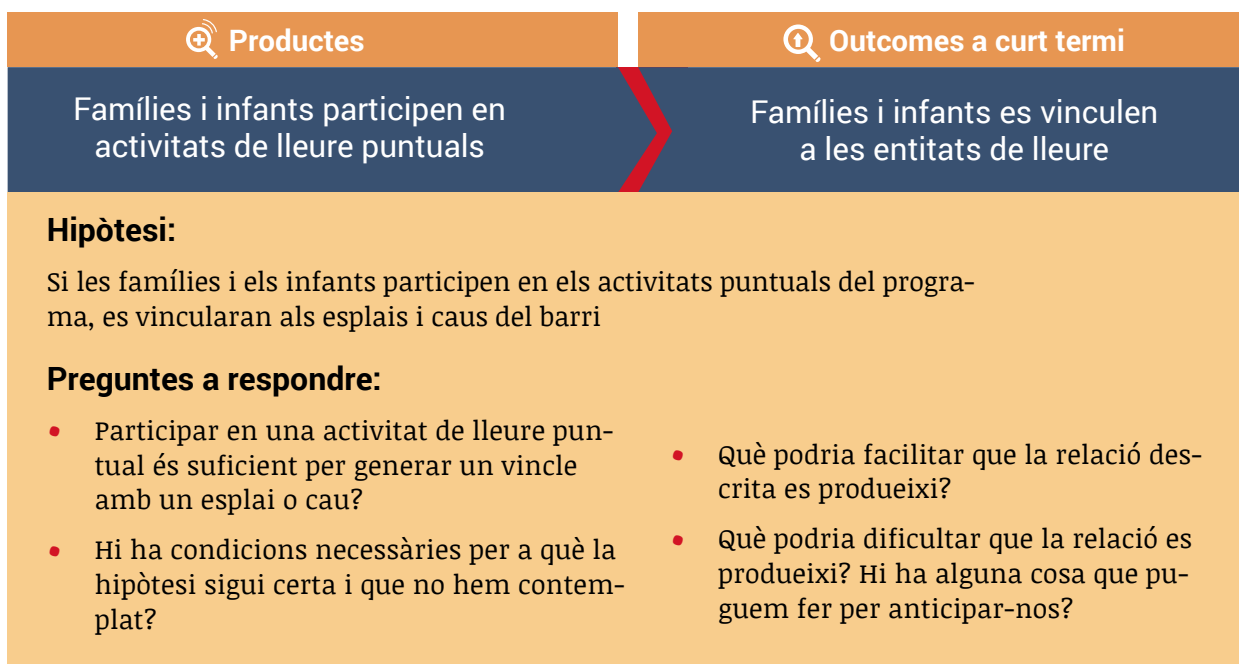 Productes
Outcomes a curt termi
Famílies i infants participen en
activitats de lleure puntuals
Famílies i infants es vinculen
a les entitats de lleure
Hipòtesi:
Si les famílies i els infants participen en els activitats puntuals del progra-
ma, es vincularan als esplais i caus del barri
Preguntes a respondre:
• Participar en una activitat de lleure pun-
tual és suficient per generar un vincle
amb un esplai o cau?
• Hi ha condicions necessàries per a què la
hipòtesi sigui certa i que no hem contem-
plat?
• Què podria facilitar que la relació des-
crita es produeixi?
• Què podria dificultar que la relació es
produeixi? Hi ha alguna cosa que pu-
guem fer per anticipar-nos?